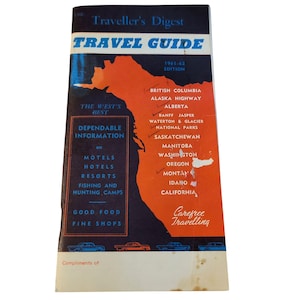 Traveller's Digest
TRAVEL GUIDE
1961-62
EDITION
BRITISH COLUMBIA
ALASKA HIGHWAY
ALBERTA
BANFF JASPER
WATERTON & GLACIER
NATIONAL PARKS
SASKATCHEWAN
MANITOBA
WASHINGTON
OREGON
MONTANA
IDAHO
CALIFORNIA
Carefree
Travelling
THE WEST'S
BEST
DEPENDABLE
INFORMATION
on
MOTELS
HOTELS
RESORTS
FISHING AND
HUNTING CAMPS
GOOD FOOD
FINE SHOPS
Compliments of